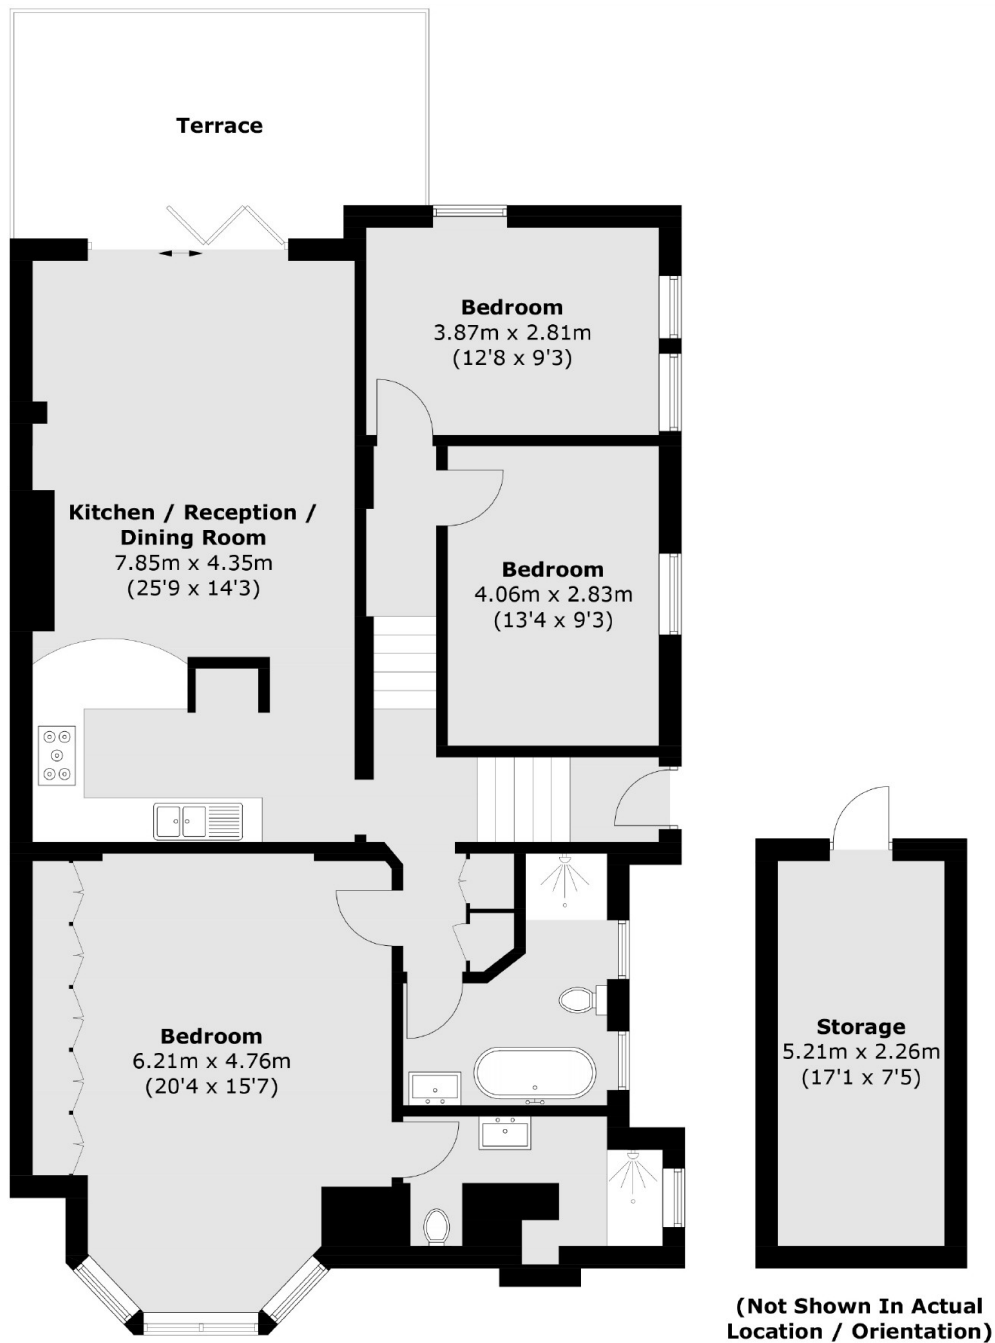 Terrace
Bedroom
3.87m x 2.81m
(12'8 x 9'3)
Kitchen / Reception /
Dining Room
7.85m x 4.35m
(25'9 x 14'3)
Bedroom
4.06m x 2.83m
(13'4 x 9'3)
Bedroom
6.21m x 4.76m
(20'4 x 15'7)
Storage
5.21m x 2.26m
(17'1 x 7'5)
(Not Shown In Actual
Location / Orientation)